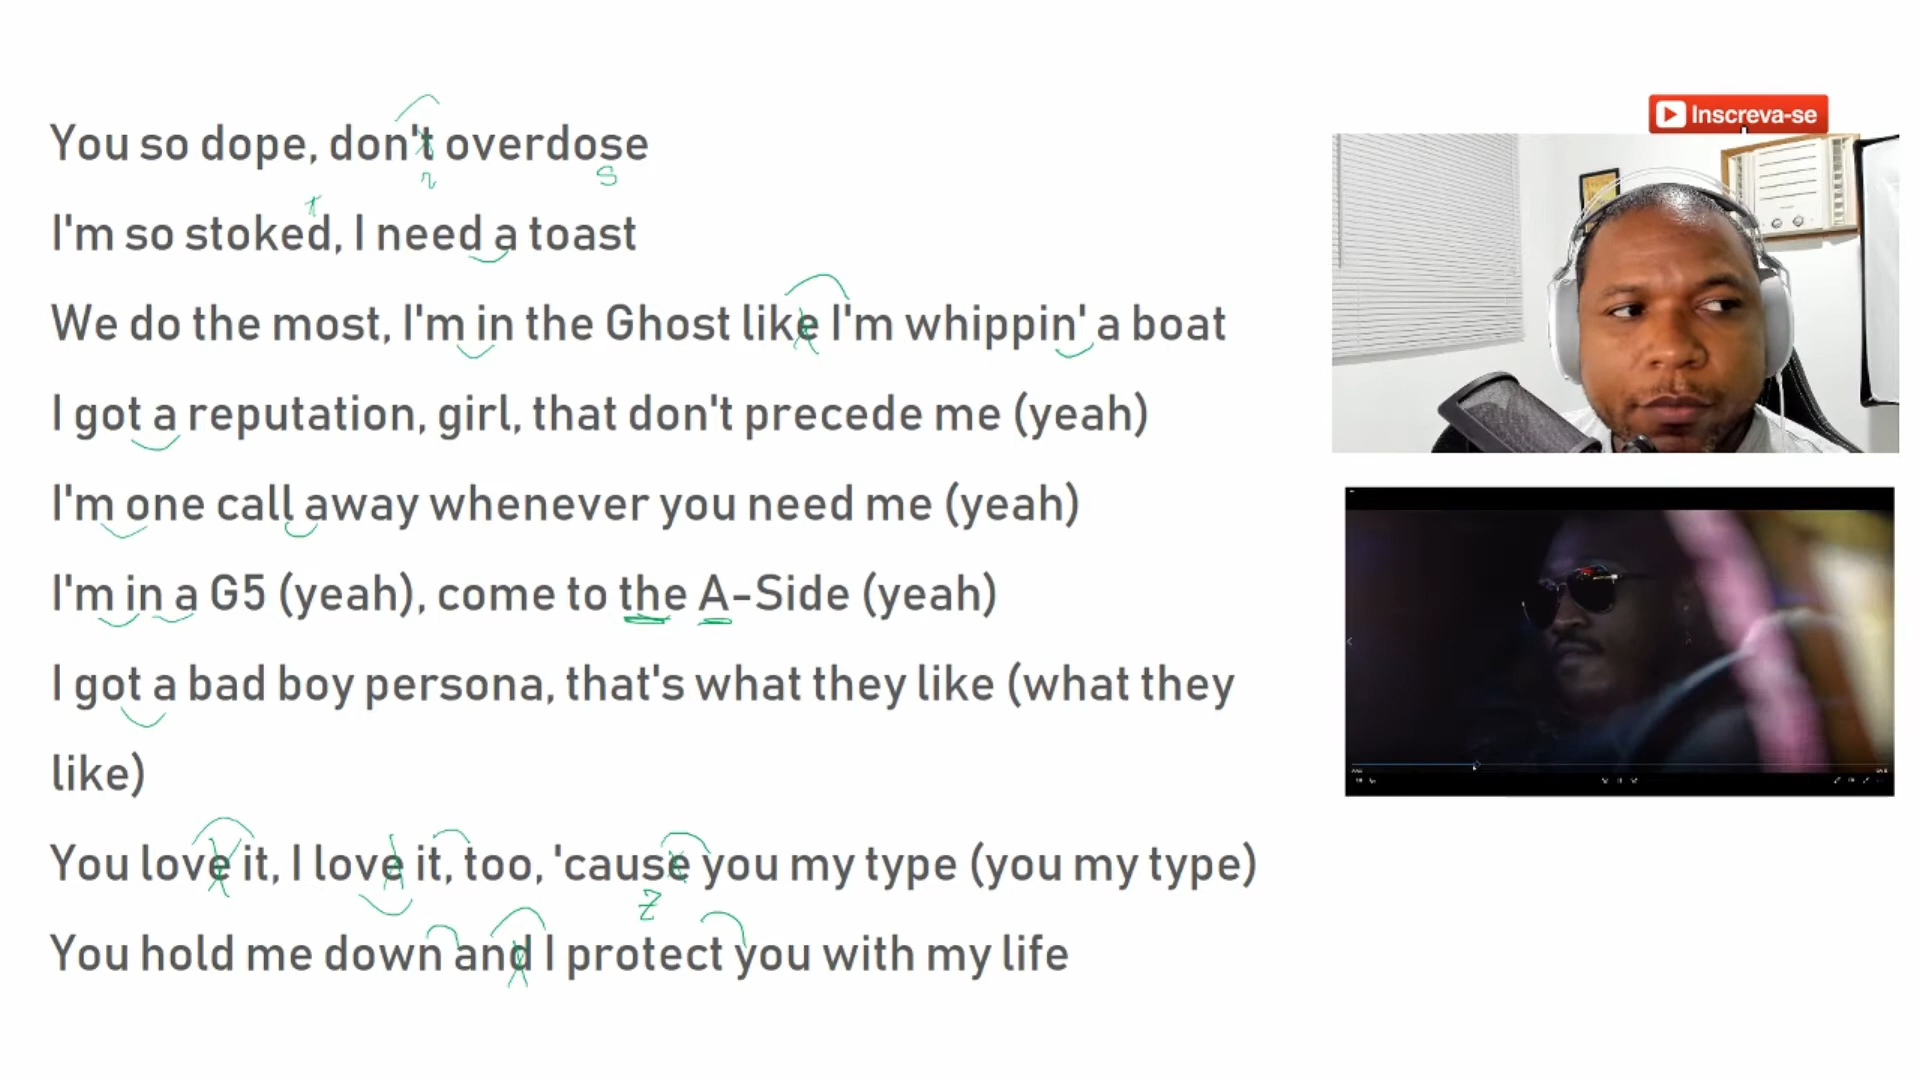 You so dope, don't overdose
I'm so stoked, I need a toast
We do the most, I'm in the Ghost like I'm whippin' a boat
I got a reputation, girl, that don't precede me (yeah)
I'm one call away whenever you need me (yeah)
I'm in a G5 (yeah), come to the A-Side (yeah)
I got a bad boy persona, that's what they like (what they
like)
You love it, I love it, too, 'cause you my type (you my type)
You hold me down and I protect you with my life
Inscreva-se
s
t
z